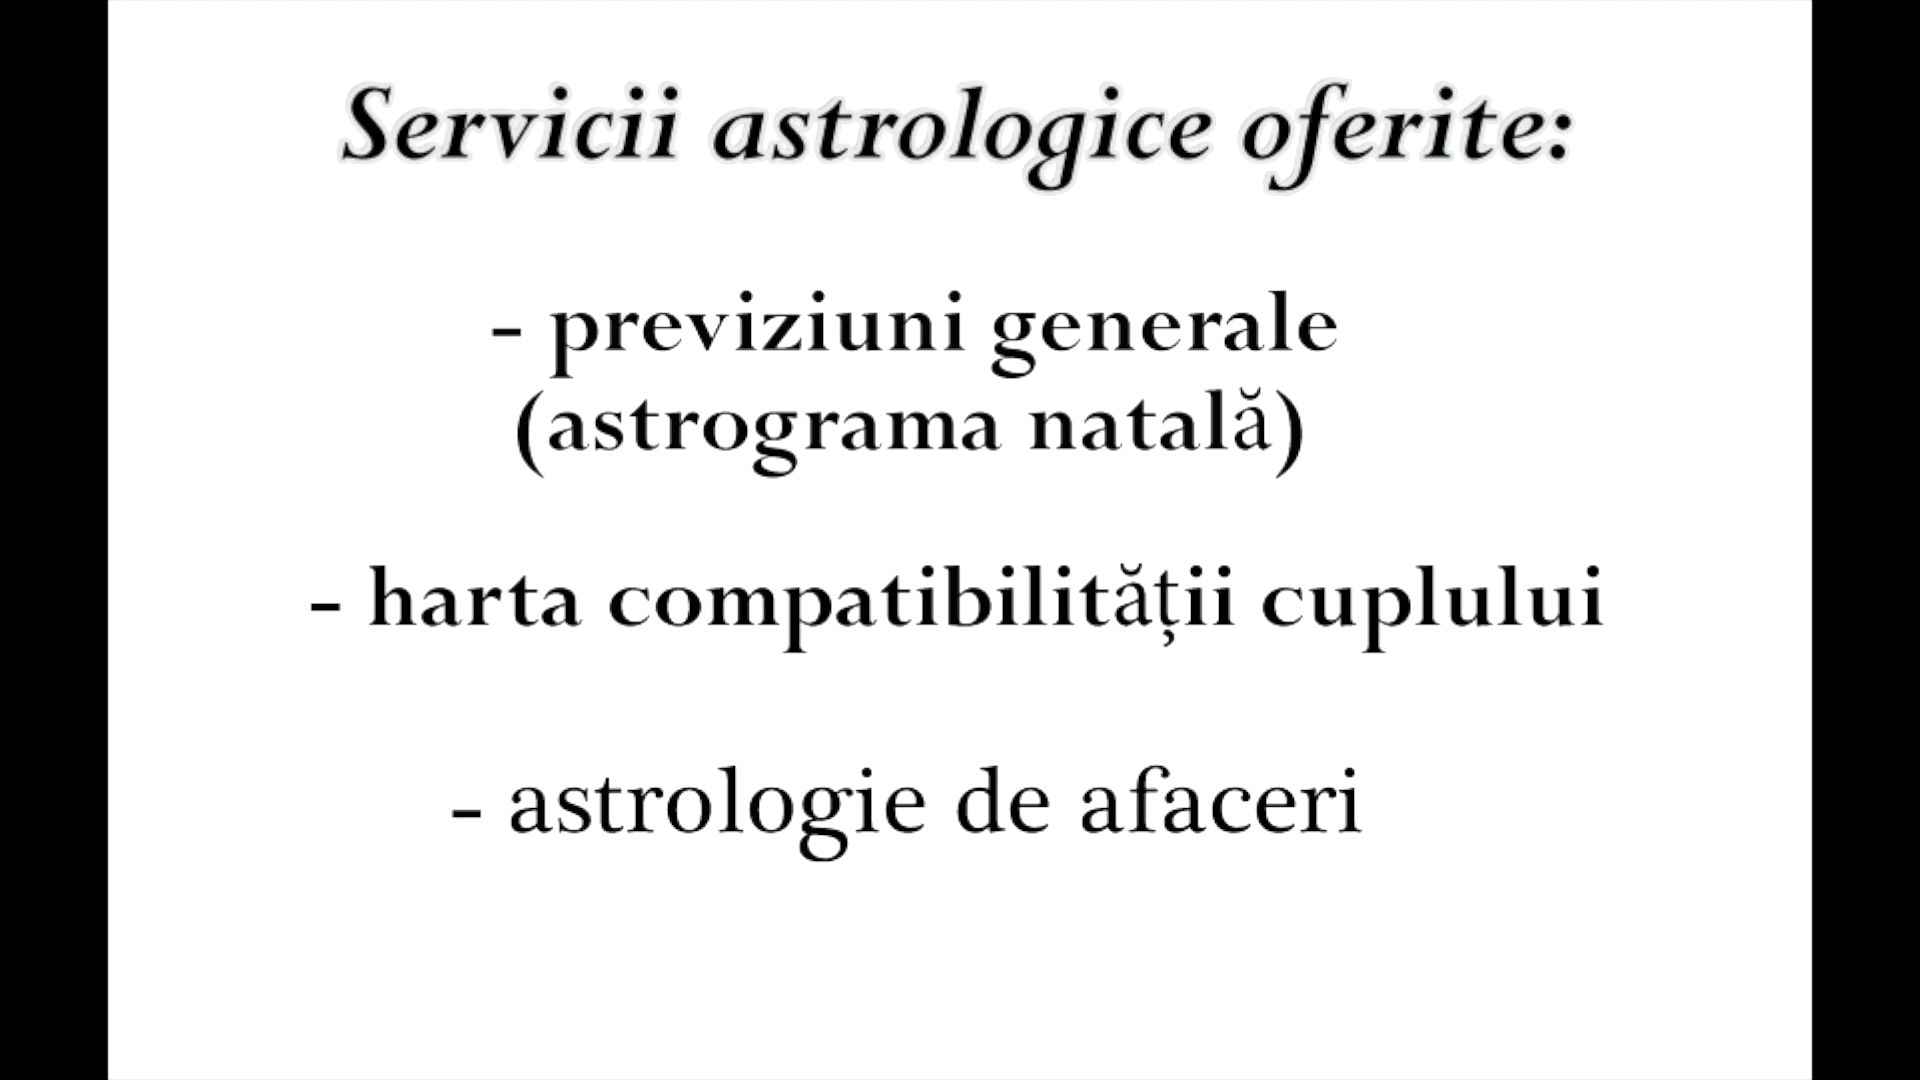 Servicii astrologice oferite:
- previziuni generale
(astrograma natală)
- harta compatibilității cuplului
- astrologie de afaceri